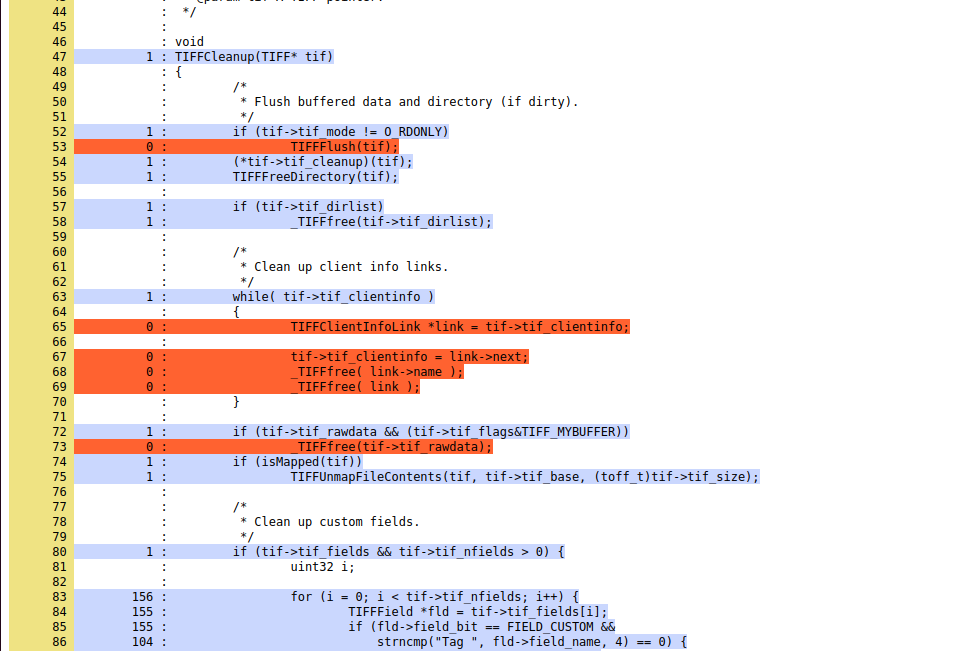 44 : */
45 :
46 : void
47 1 : TIFFCleanup(TIFF* tif)
48 : {
49 : /*
50 : * Flush buffered data and directory (if dirty).
51 : */
52 1 : if (tif->tif_mode != O_RDONLY)
53 0 : TIFFFlush(tif);
54 1 : (*tif->tif_cleanup)(tif);
55 1 : TIFFFreeDirectory(tif);
56 :
57 1 : if (tif->tif_dirlist)
58 1 : _TIFFfree(tif->tif_dirlist);
59 :
60 : /*
61 : * Clean up client info links.
62 : */
63 1 : while( tif->tif_clientinfo )
64 : {
65 0 : TIFFClientInfoLink *link = tif->tif_clientinfo;
66 :
67 0 : tif->tif_clientinfo = link->next;
68 0 : _TIFFfree( link->name );
69 0 : _TIFFfree( link );
70 : }
71 :
72 1 : if (tif->tif_rawdata && (tif->tif_flags&TIFF_MYBUFFER))
73 0 : _TIFFfree(tif->tif_rawdata);
74 1 : if (isMapped(tif))
75 1 : TIFFUnmapFileContents(tif, tif->tif_base, (toff_t)tif->tif_size);
76 :
77 : /*
78 : * Clean up custom fields.
79 : */
80 1 : if (tif->tif_fields && tif->tif_nfields > 0) {
81 : uint32 i;
82 :
83 156 : for (i = 0; i < tif->tif_nfields; i++) {
84 155 : TIFFField *fld = tif->tif_fields[i];
85 155 : if (fld->field_bit == FIELD_CUSTOM &&
86 104 : strncmp("Tag ", fld->field_name, 4) == 0) {